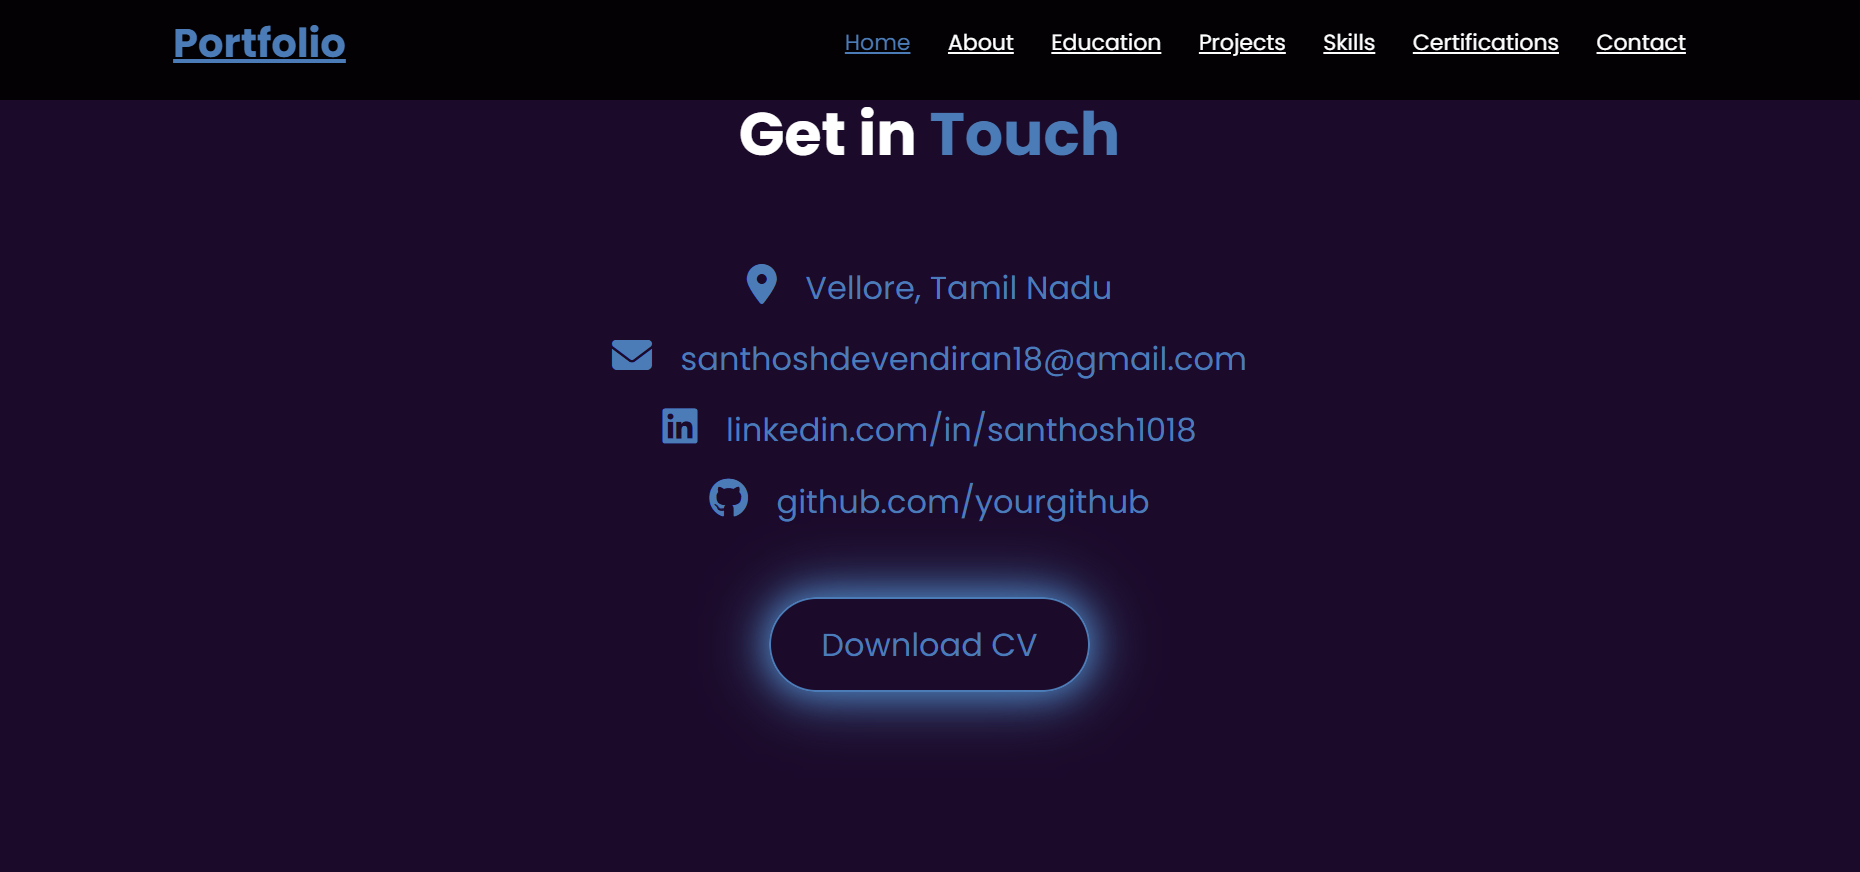 Portfolio
Home About Education Projects Skills Certifications Contact
Get in Touch
Vellore, Tamil Nadu
santhoshdevendiran18@gmail.com
linkedin.com/in/santhosh1018
github.com/yourgithub
Download CV